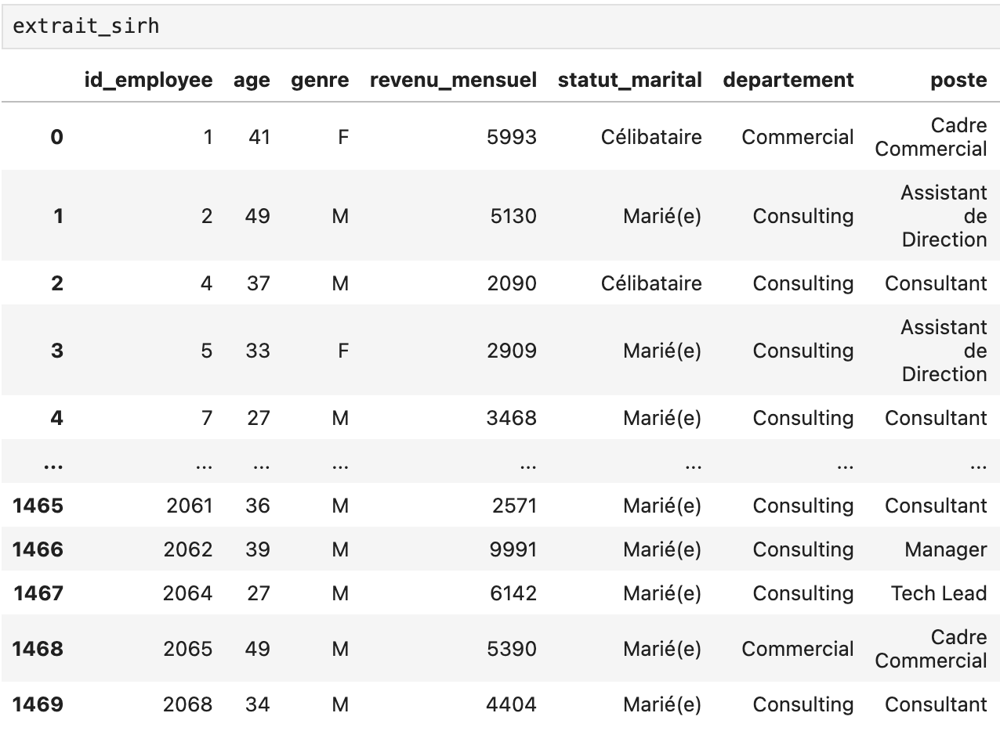 extrait_sirh
id_employee age genre revenu_mensuel statut_marital departement poste
0 1 41 F 5993 Célibataire Commercial Cadre Commercial
1 2 49 M 5130 Marié(e) Consulting Assistant de Direction
2 4 37 M 2090 Célibataire Consulting Consultant
3 5 33 F 2909 Marié(e) Consulting Assistant de Direction
4 7 27 M 3468 Marié(e) Consulting Consultant
... ... ... ... ... ... ... ...
1465 2061 36 M 2571 Marié(e) Consulting Consultant
1466 2062 39 M 9991 Marié(e) Consulting Manager
1467 2064 27 M 6142 Marié(e) Consulting Tech Lead
1468 2065 49 M 5390 Marié(e) Commercial Cadre Commercial
1469 2068 34 M 4404 Marié(e) Consulting Consultant